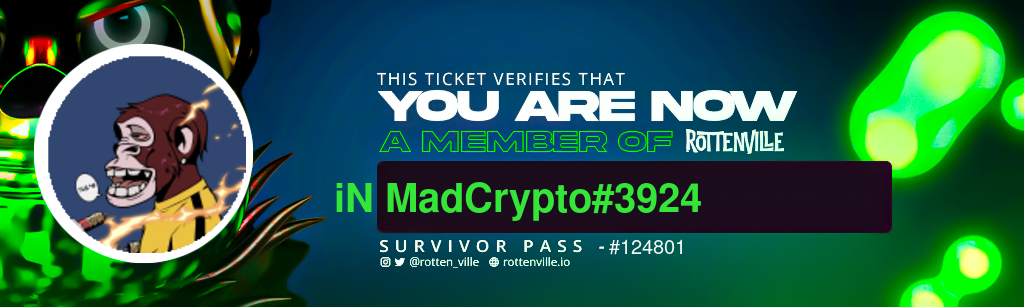 THIS TICKET VERIFIES THAT
YOU ARE NOW
A MEMBER OF ROTTENVILLE
iN MadCrypto#3924
SURVIVOR PASS - #124801
@rotten_ville rottenville.io